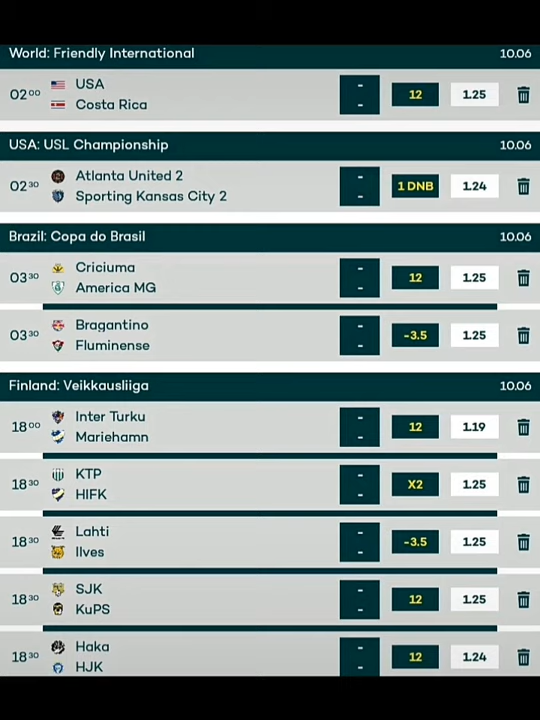 World: Friendly International 10.06
02⁰⁰ USA - 12 1.25
Costa Rica -
USA: USL Championship 10.06
02³⁰ Atlanta United 2 - 1 DNB 1.24
Sporting Kansas City 2 -
Brazil: Copa do Brasil 10.06
03³⁰ Criciuma - 12 1.25
America MG -
03³⁰ Bragantino - -3.5 1.25
Fluminense -
Finland: Veikkausliiga 10.06
18⁰⁰ Inter Turku - 12 1.19
Mariehamn -
18³⁰ KTP - X2 1.25
HIFK -
18³⁰ Lahti - -3.5 1.25
Ilves -
18³⁰ SJK - 12 1.25
KuPS -
18³⁰ Haka - 12 1.24
HJK -